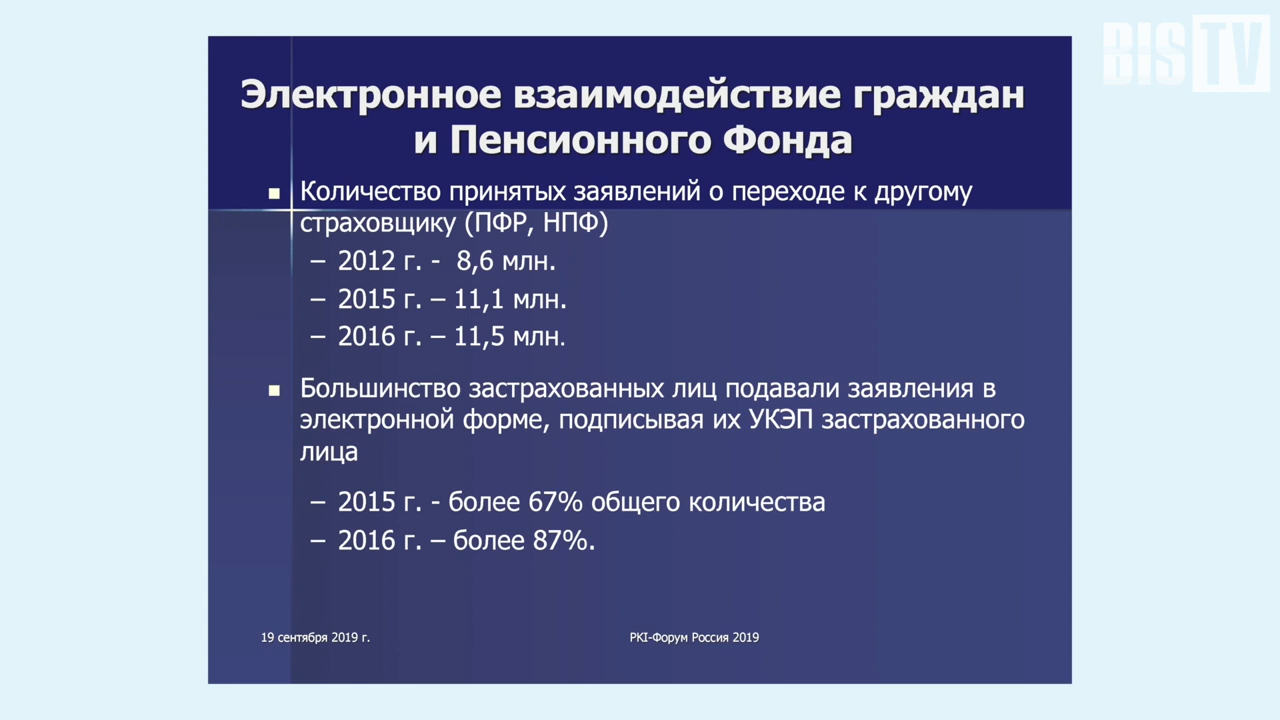 BIS TV
Электронное взаимодействие граждан
и Пенсионного Фонда
Количество принятых заявлений о переходе к другому
страховщику (ПФР, НПФ)
– 2012 г. - 8,6 млн.
– 2015 г. – 11,1 млн.
– 2016 г. – 11,5 млн.
Большинство застрахованных лиц подавали заявления в
электронной форме, подписывая их УКЭП застрахованного
лица
– 2015 г. - более 67% общего количества
– 2016 г. – более 87%.
19 сентября 2019 г.
PKI-Форум Россия 2019